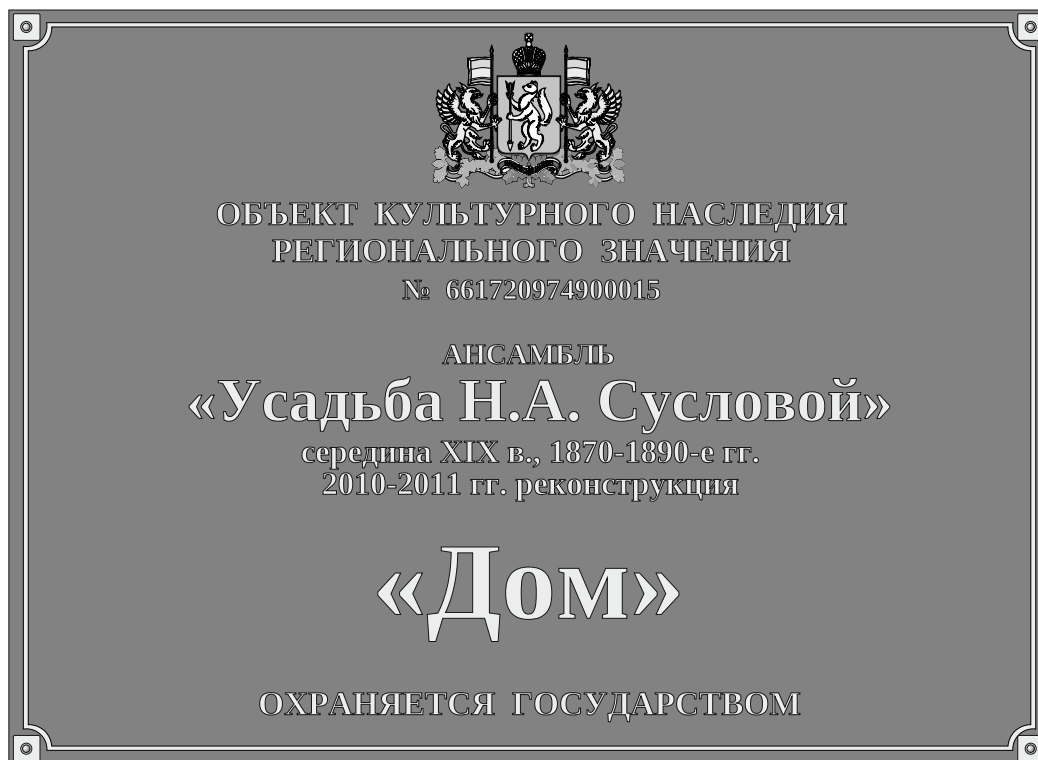 ОБЪЕКТ КУЛЬТУРНОГО НАСЛЕДИЯ
РЕГИОНАЛЬНОГО ЗНАЧЕНИЯ
№ 661720974900015
АНСАМБЛЬ
«Усадьба Н.А. Сусловой»
середина XIX в., 1870-1890-е гг.
2010-2011 гг. реконструкция
«Дом»
ОХРАНЯЕТСЯ ГОСУДАРСТВОМ